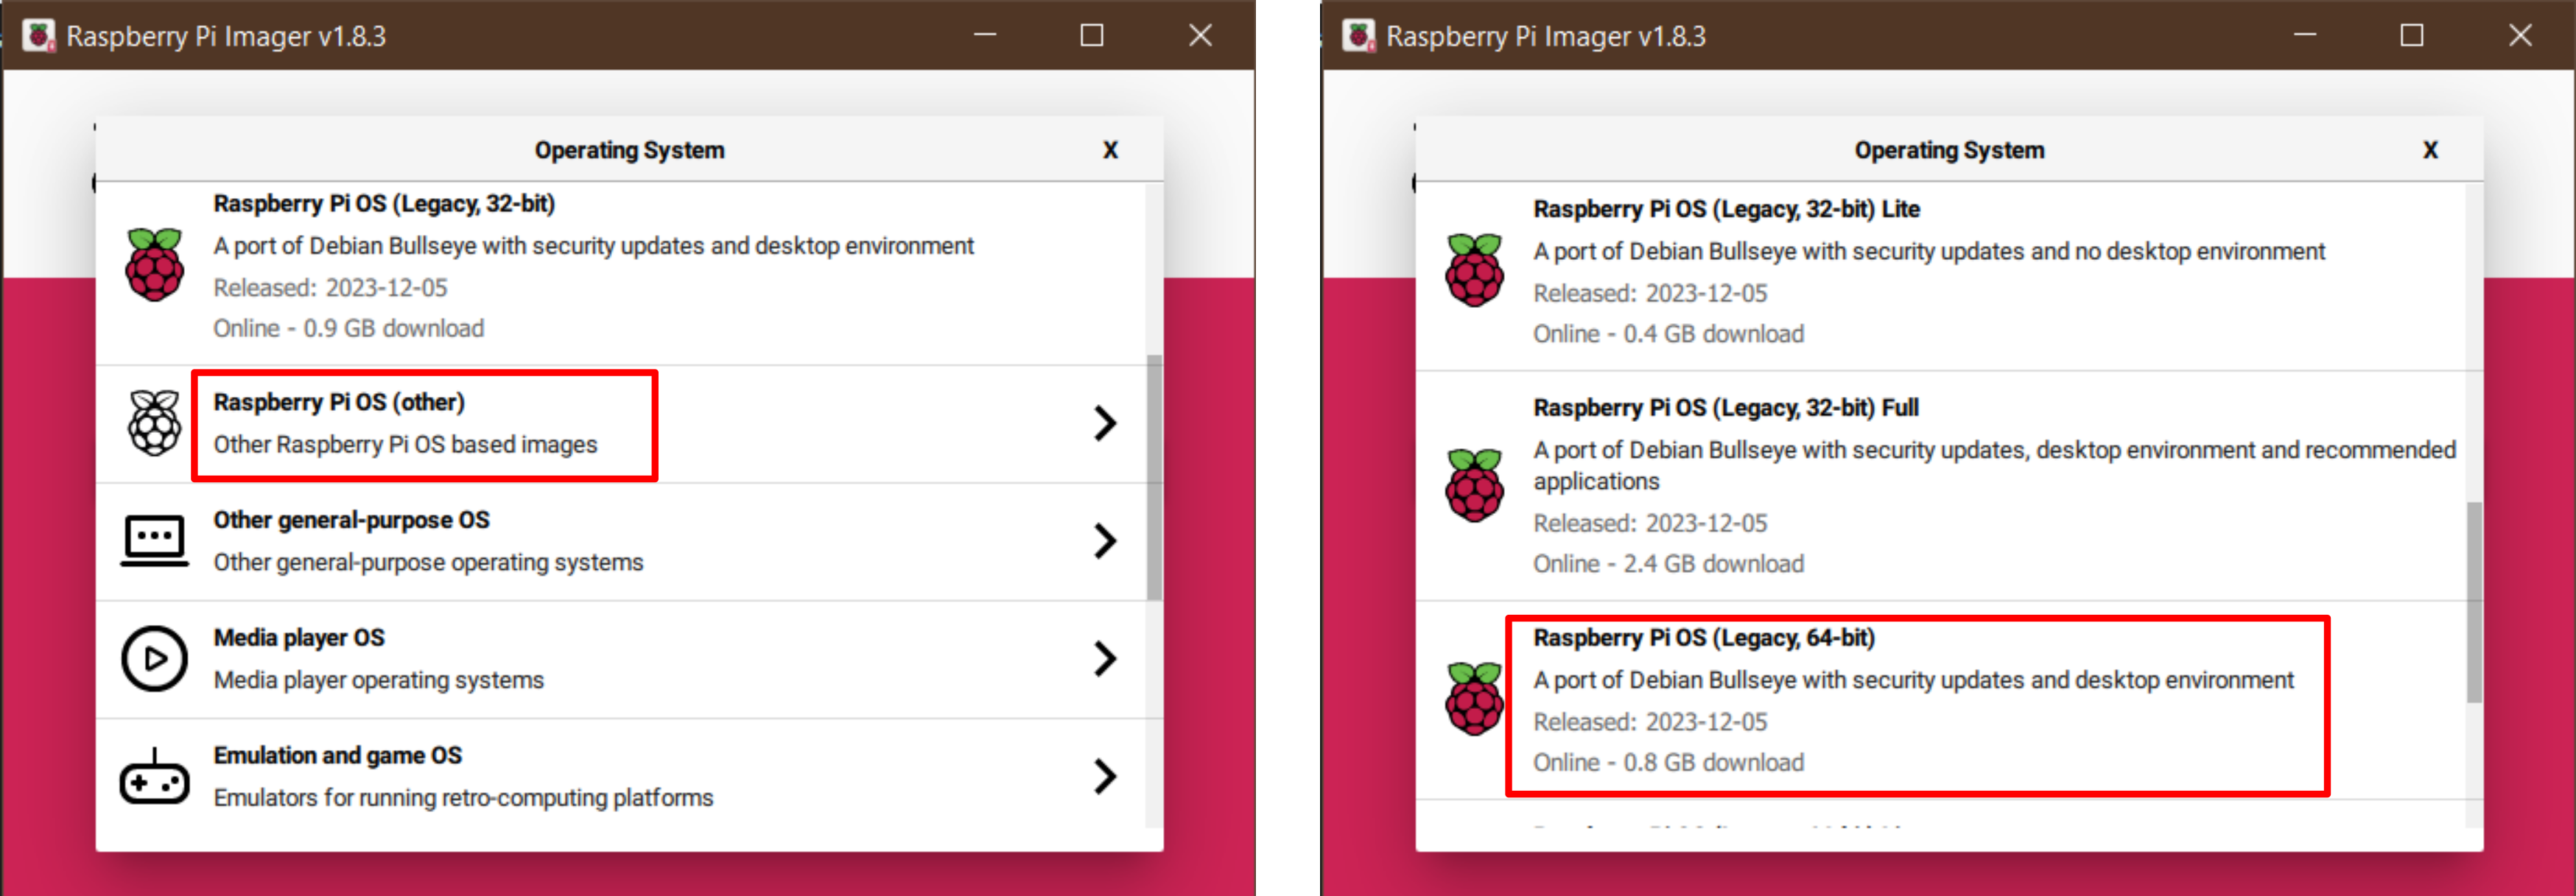 Raspberry Pi Imager v1.8.3
Operating System
X
Raspberry Pi OS (Legacy, 32-bit)
A port of Debian Bullseye with security updates and desktop environment
Released: 2023-12-05
Online - 0.9 GB download
Raspberry Pi OS (other)
Other Raspberry Pi OS based images
Other general-purpose OS
Other general-purpose operating systems
Media player OS
Media player operating systems
Emulation and game OS
Emulators for running retro-computing platforms
Raspberry Pi Imager v1.8.3
Operating System
X
Raspberry Pi OS (Legacy, 32-bit) Lite
A port of Debian Bullseye with security updates and no desktop environment
Released: 2023-12-05
Online - 0.4 GB download
Raspberry Pi OS (Legacy, 32-bit) Full
A port of Debian Bullseye with security updates, desktop environment and recommended
applications
Released: 2023-12-05
Online - 2.4 GB download
Raspberry Pi OS (Legacy, 64-bit)
A port of Debian Bullseye with security updates and desktop environment
Released: 2023-12-05
Online - 0.8 GB download